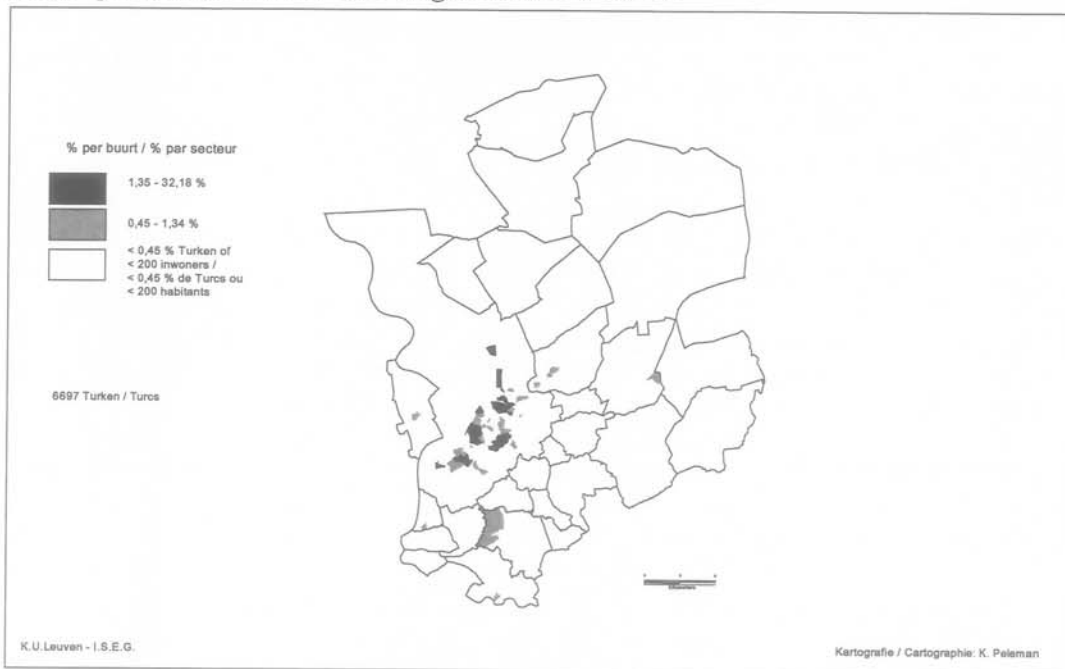 % per buurt / % par secteur
1,35 - 32,18 %
0,45 - 1,34 %
< 0,45 % Turken of
< 200 inwoners /
< 0,45 % de Turcs ou
< 200 habitants
6697 Turken / Turcs
Kilometers
K.U.Leuven - I.S.E.G.
Kartografie / Cartographie: K. Peleman